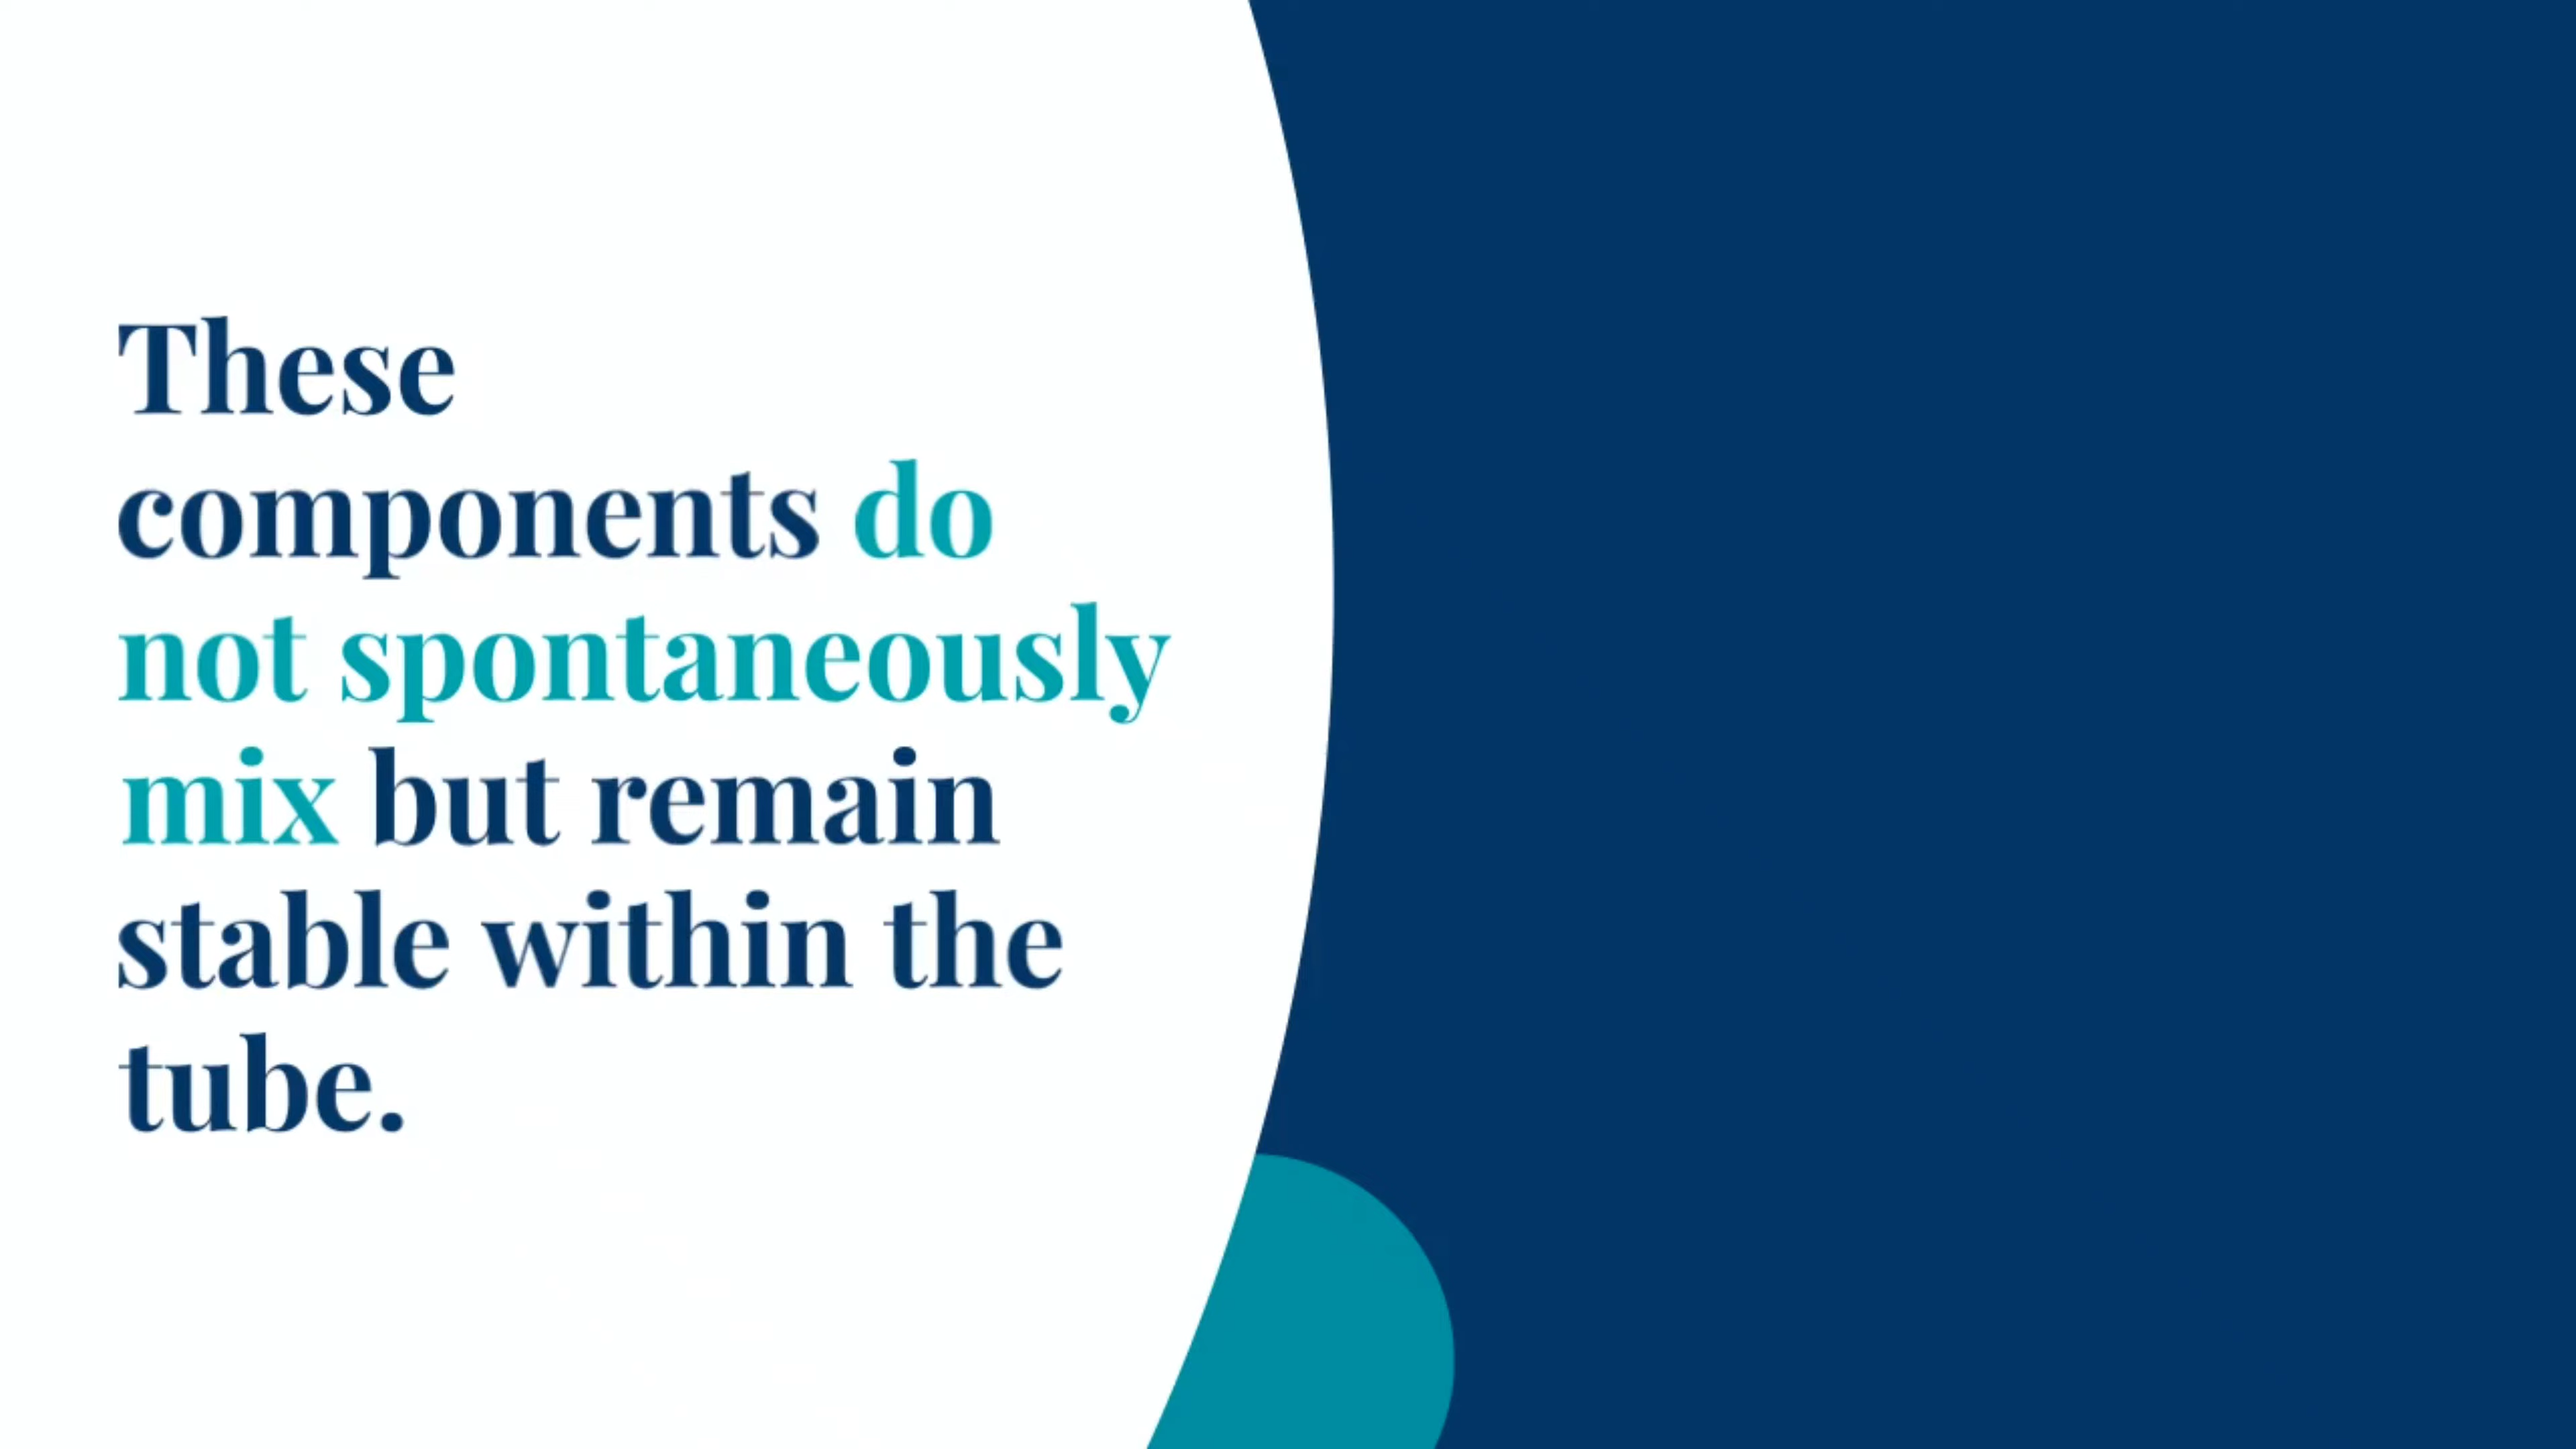 These
components do
not spontaneously
mix but remain
stable within the
tube.